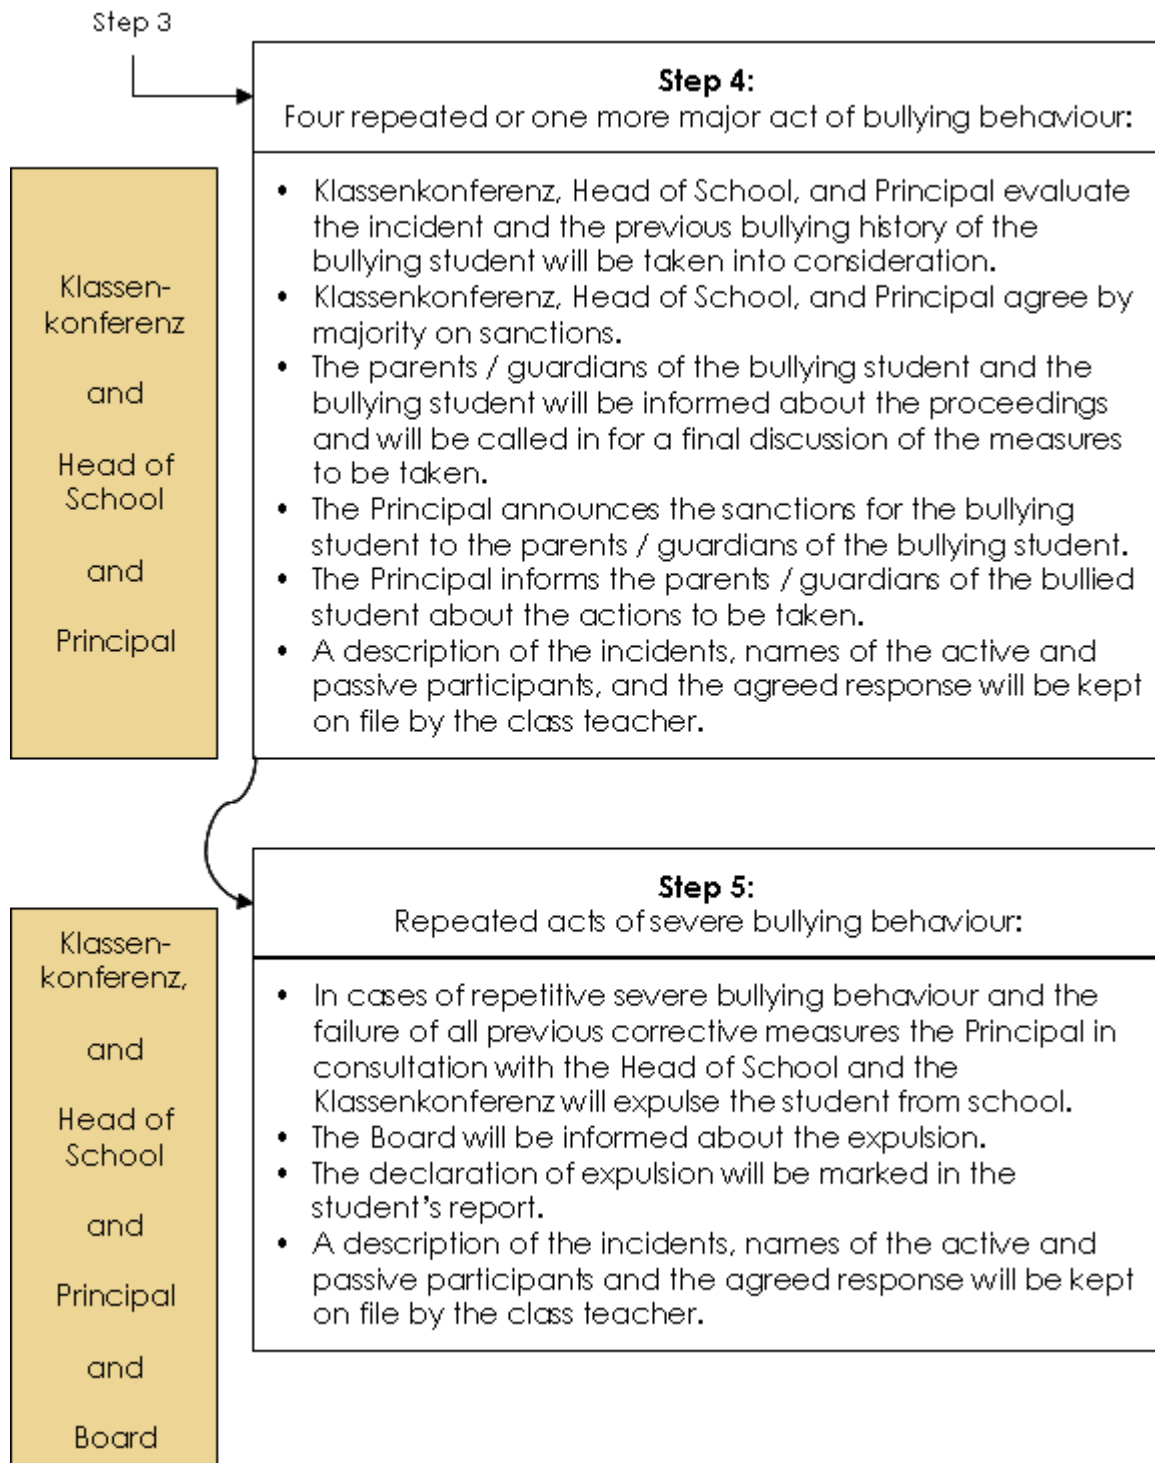 Step 3
Step 4:
Four repeated or one more major act of bullying behaviour:
Klassen-
konferenz
and
Head of
School
and
Principal
• Klassenkonferenz, Head of School, and Principal evaluate
the incident and the previous bullying history of the
bullying student will be taken into consideration.
• Klassenkonferenz, Head of School, and Principal agree by
majority on sanctions.
• The parents / guardians of the bullying student and the
bullying student will be informed about the proceedings
and will be called in for a final discussion of the measures
to be taken.
• The Principal announces the sanctions for the bullying
student to the parents / guardians of the bullying student.
• The Principal informs the parents / guardians of the bullied
student about the actions to be taken.
• A description of the incidents, names of the active and
passive participants, and the agreed response will be kept
on file by the class teacher.
Step 5:
Repeated acts of severe bullying behaviour:
Klassen-
konferenz,
and
Head of
School
and
Principal
and
Board
• In cases of repetitive severe bullying behaviour and the
failure of all previous corrective measures the Principal in
consultation with the Head of School and the
Klassenkonferenz will expulse the student from school.
• The Board will be informed about the expulsion.
• The declaration of expulsion will be marked in the
student's report.
• A description of the incidents, names of the active and
passive participants and the agreed response will be kept
on file by the class teacher.